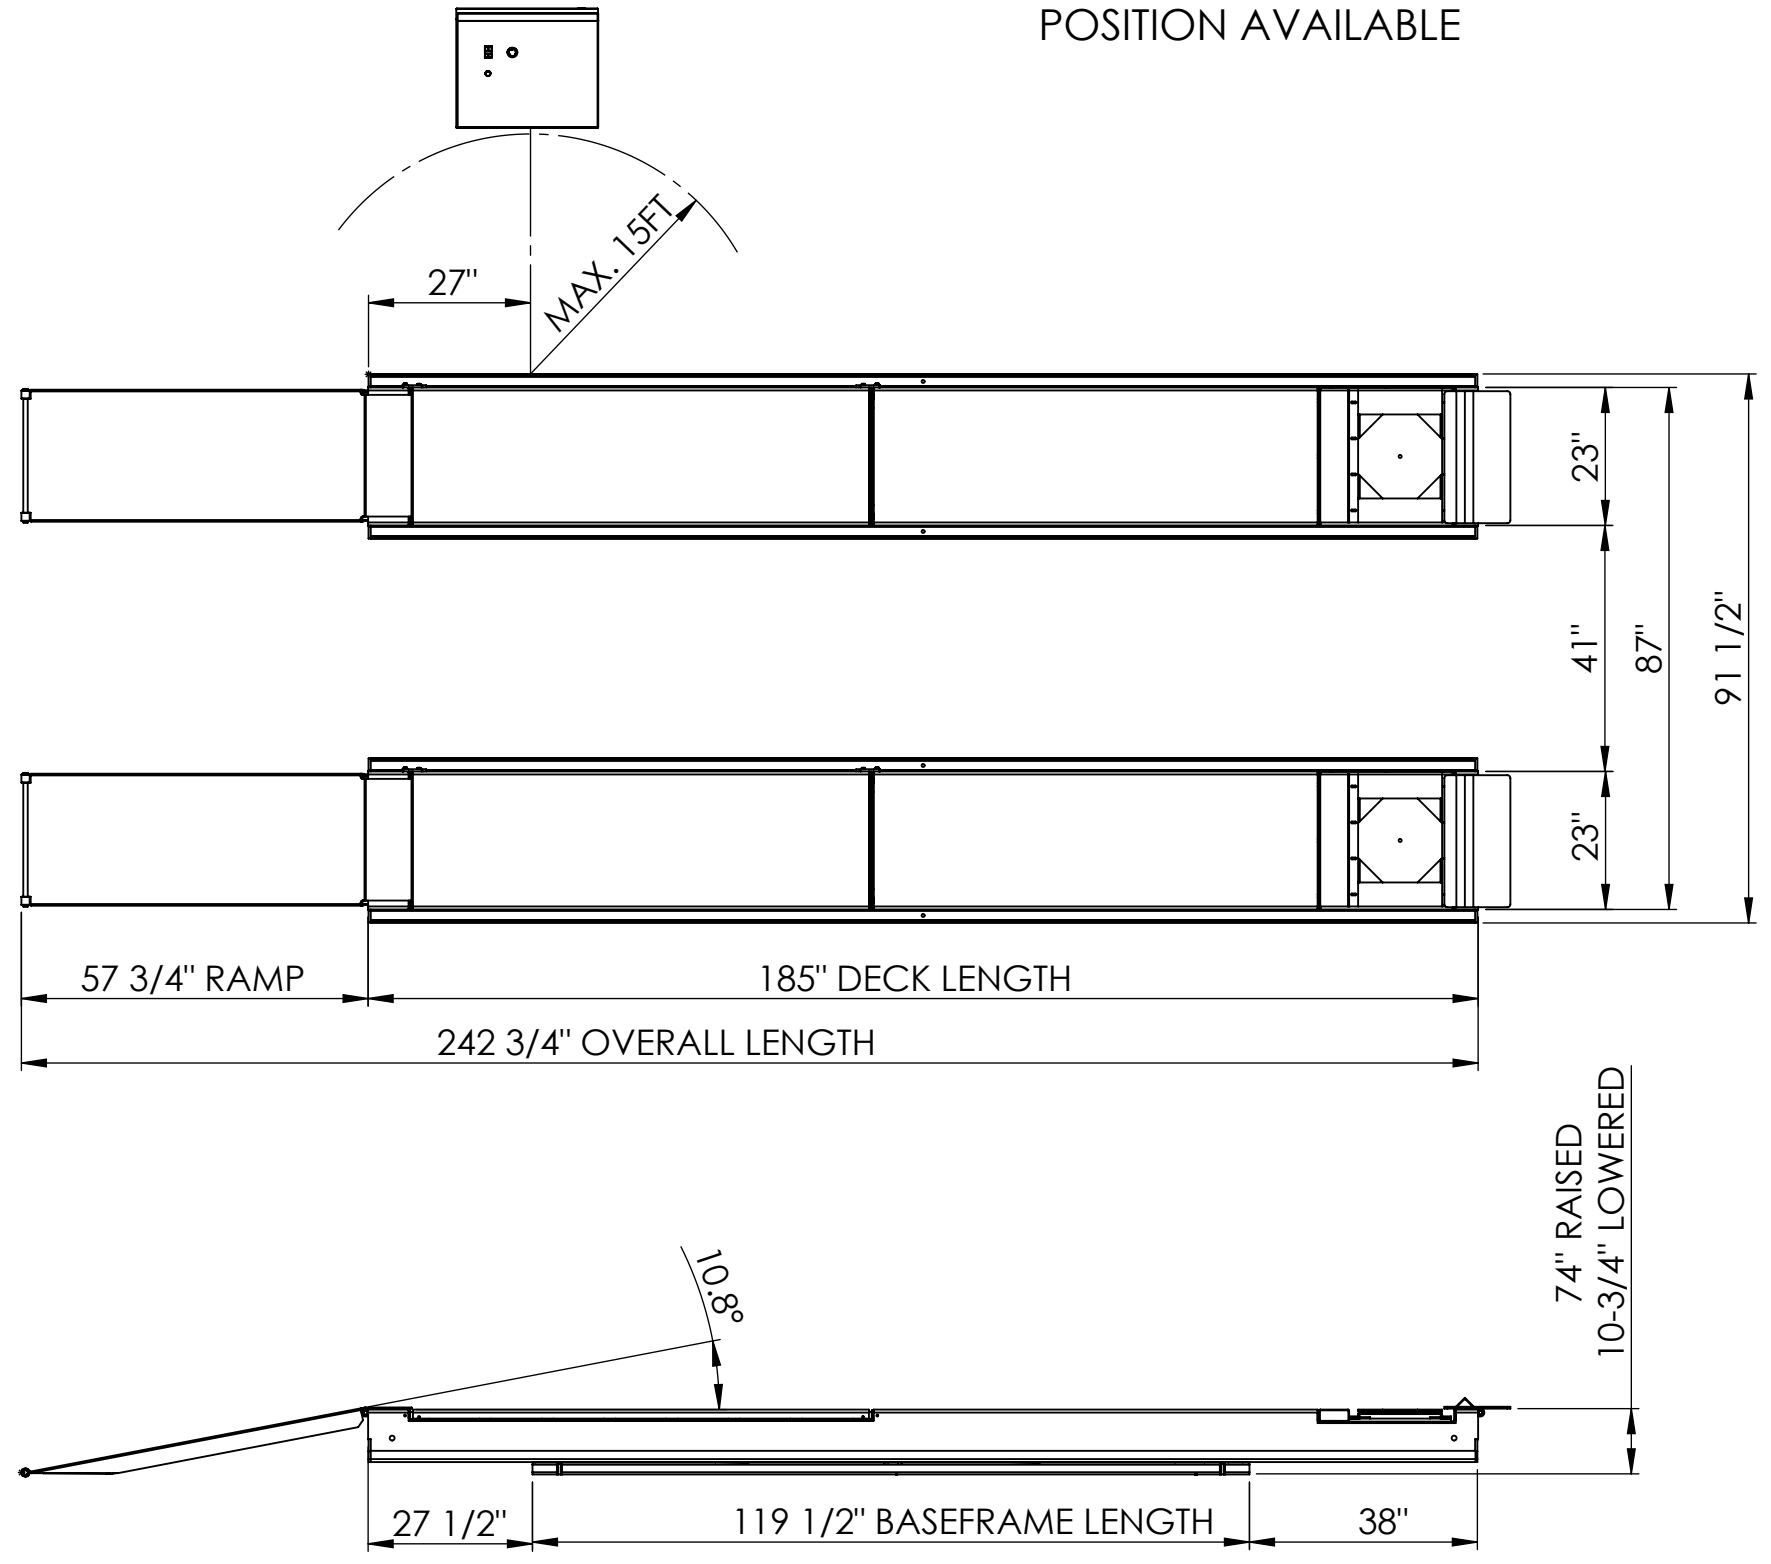 POSITION AVAILABLE
27"
MAX. 15FT
23"
41"
87"
91 1/2"
23"
57 3/4" RAMP
185" DECK LENGTH
242 3/4" OVERALL LENGTH
74" RAISED
10-3/4" LOWERED
10.8°
27 1/2"
119 1/2" BASEFRAME LENGTH
38"